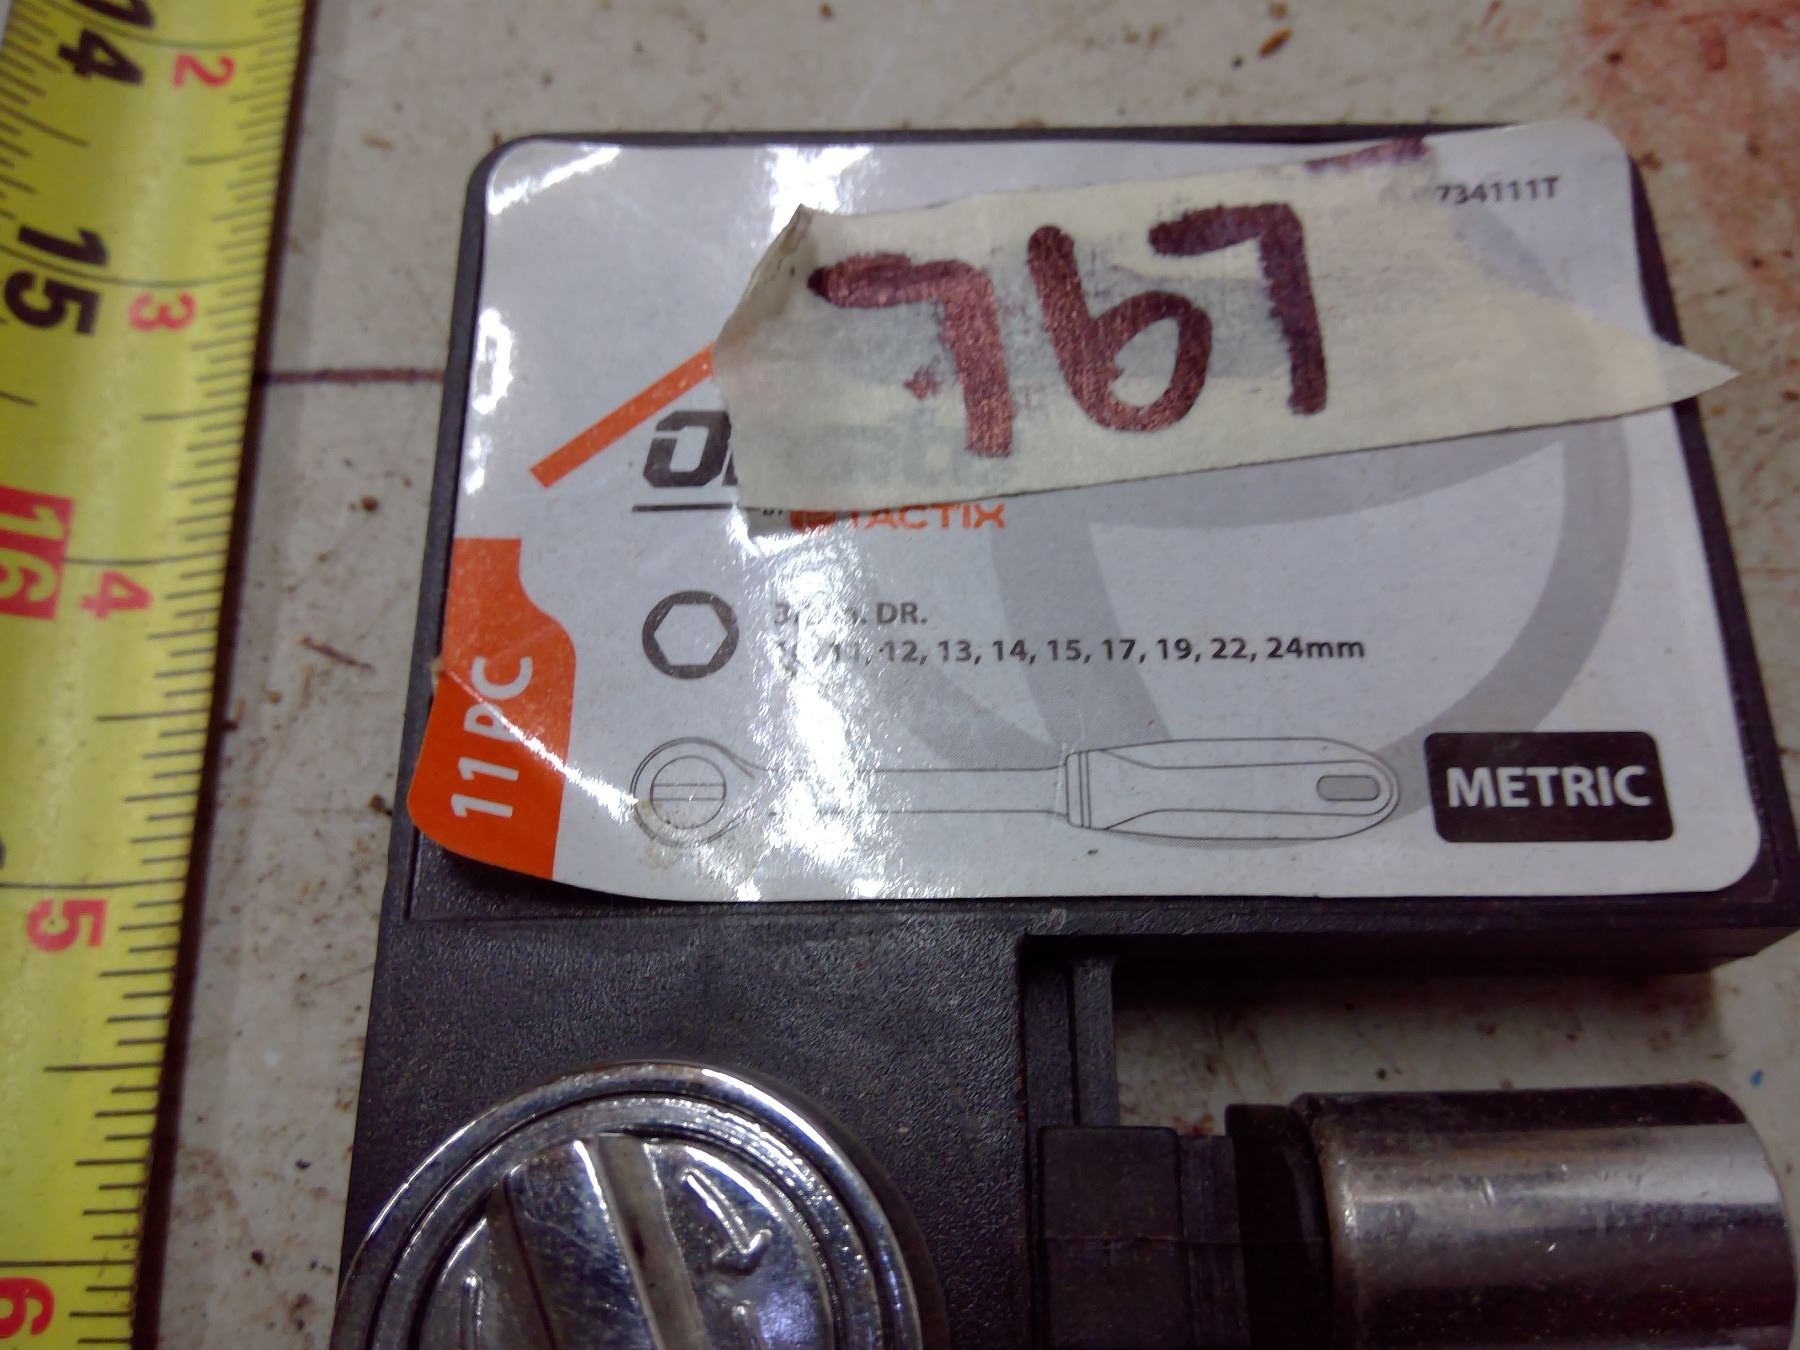 734111T
767
TACTIX
DR.
11, 12, 13, 14, 15, 17, 19, 22, 24mm
11 PC
METRIC
14
2
15
3
16
4
5
6